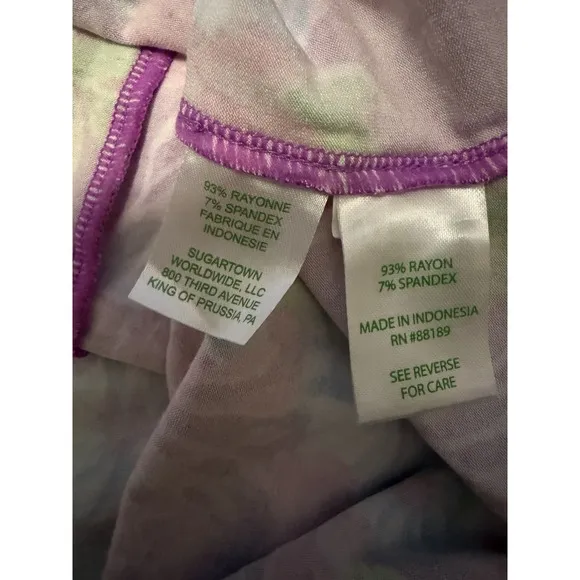 93% RAYONNE
7% SPANDEX
FABRIQUE EN
INDONESIE
SUGARTOWN
WORLDWIDE, LLC
800 THIRD AVENUE
KING OF PRUSSIA, PA
93% RAYON
7% SPANDEX
MADE IN INDONESIA
RN #88189
SEE REVERSE
FOR CARE